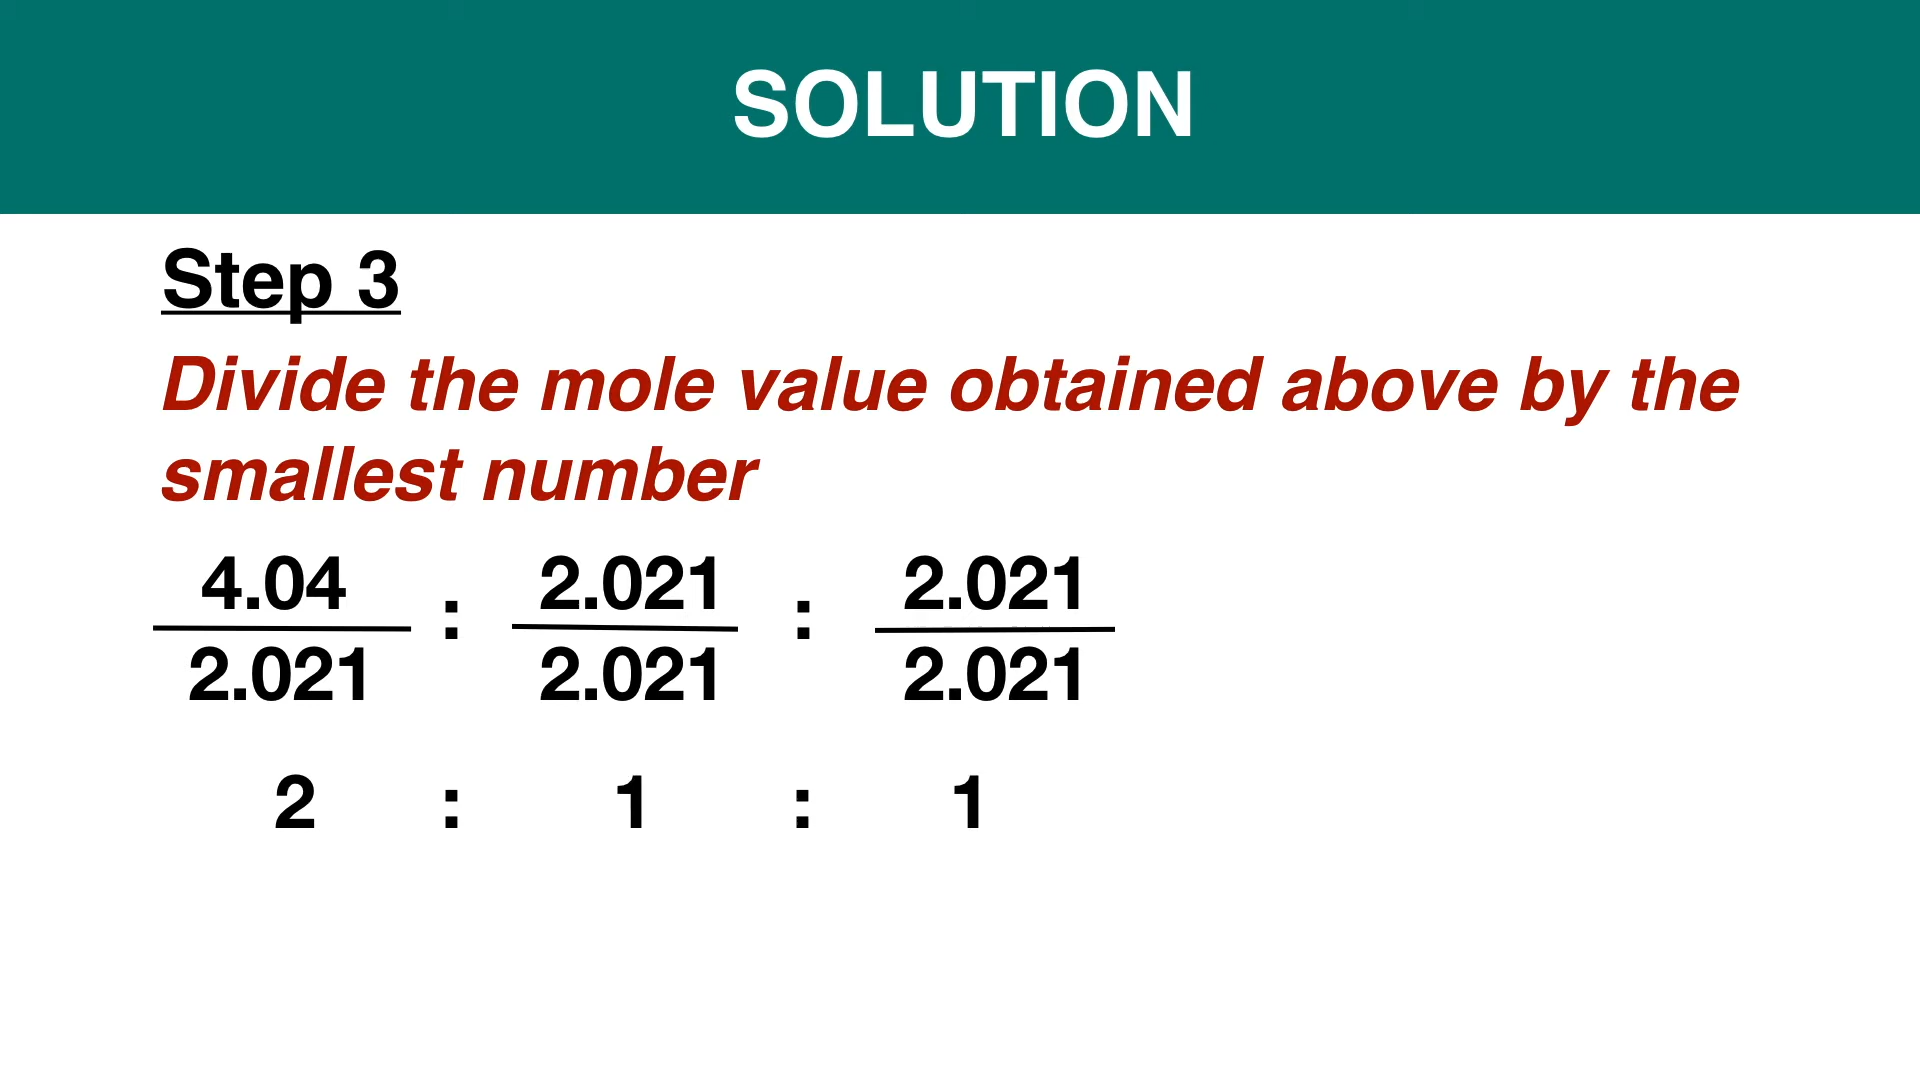 SOLUTION
Step 3
Divide the mole value obtained above by the
smallest number
4.04 : 2.021 : 2.021
2.021 2.021 2.021
2 : 1 : 1